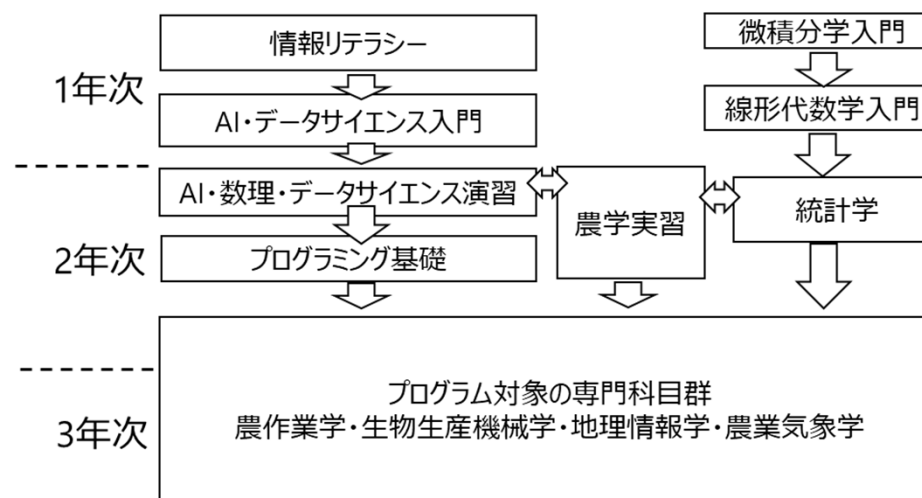 情報リテラシー
微積分学入門
1年次
AI・データサイエンス入門
線形代数学入門
AI・数理・データサイエンス演習
農学実習
統計学
2年次
プログラミング基礎
プログラム対象の専門科目群
農作業学・生物生産機械学・地理情報学・農業気象学
3年次